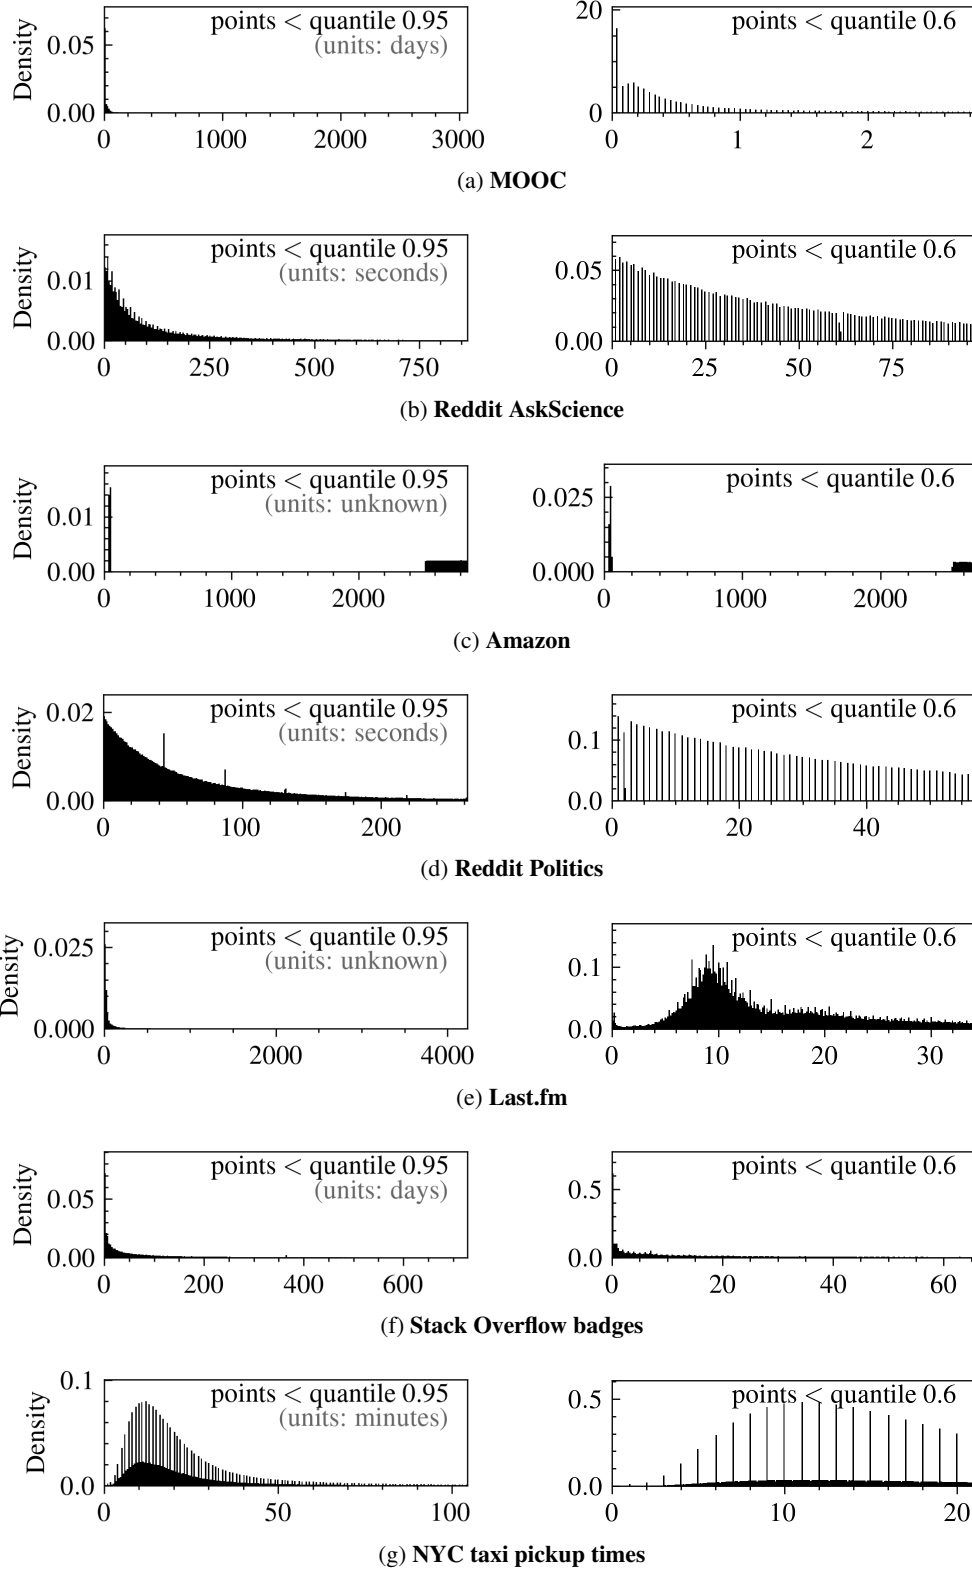 points < quantile 0.95
(units: days)
Density
0.05
0.00
0 1000 2000 3000
points < quantile 0.6
20
0
0 1 2
(a) MOOC
points < quantile 0.95
(units: seconds)
Density
0.01
0.00
0 250 500 750
points < quantile 0.6
0.05
0.00
0 25 50 75
(b) Reddit AskScience
points < quantile 0.95
(units: unknown)
Density
0.01
0.00
0 1000 2000
points < quantile 0.6
0.025
0.000
0 1000 2000
(c) Amazon
points < quantile 0.95
(units: seconds)
Density
0.02
0.00
0 100 200
points < quantile 0.6
0.1
0.0
0 20 40
(d) Reddit Politics
points < quantile 0.95
(units: unknown)
Density
0.025
0.000
0 2000 4000
points < quantile 0.6
0.1
0.0
0 10 20 30
(e) Last.fm
points < quantile 0.95
(units: days)
Density
0.05
0.00
0 200 400 600
points < quantile 0.6
0.5
0.0
0 20 40 60
(f) Stack Overflow badges
points < quantile 0.95
(units: minutes)
Density
0.1
0.0
0 50 100
points < quantile 0.6
0.5
0.0
0 10 20
(g) NYC taxi pickup times